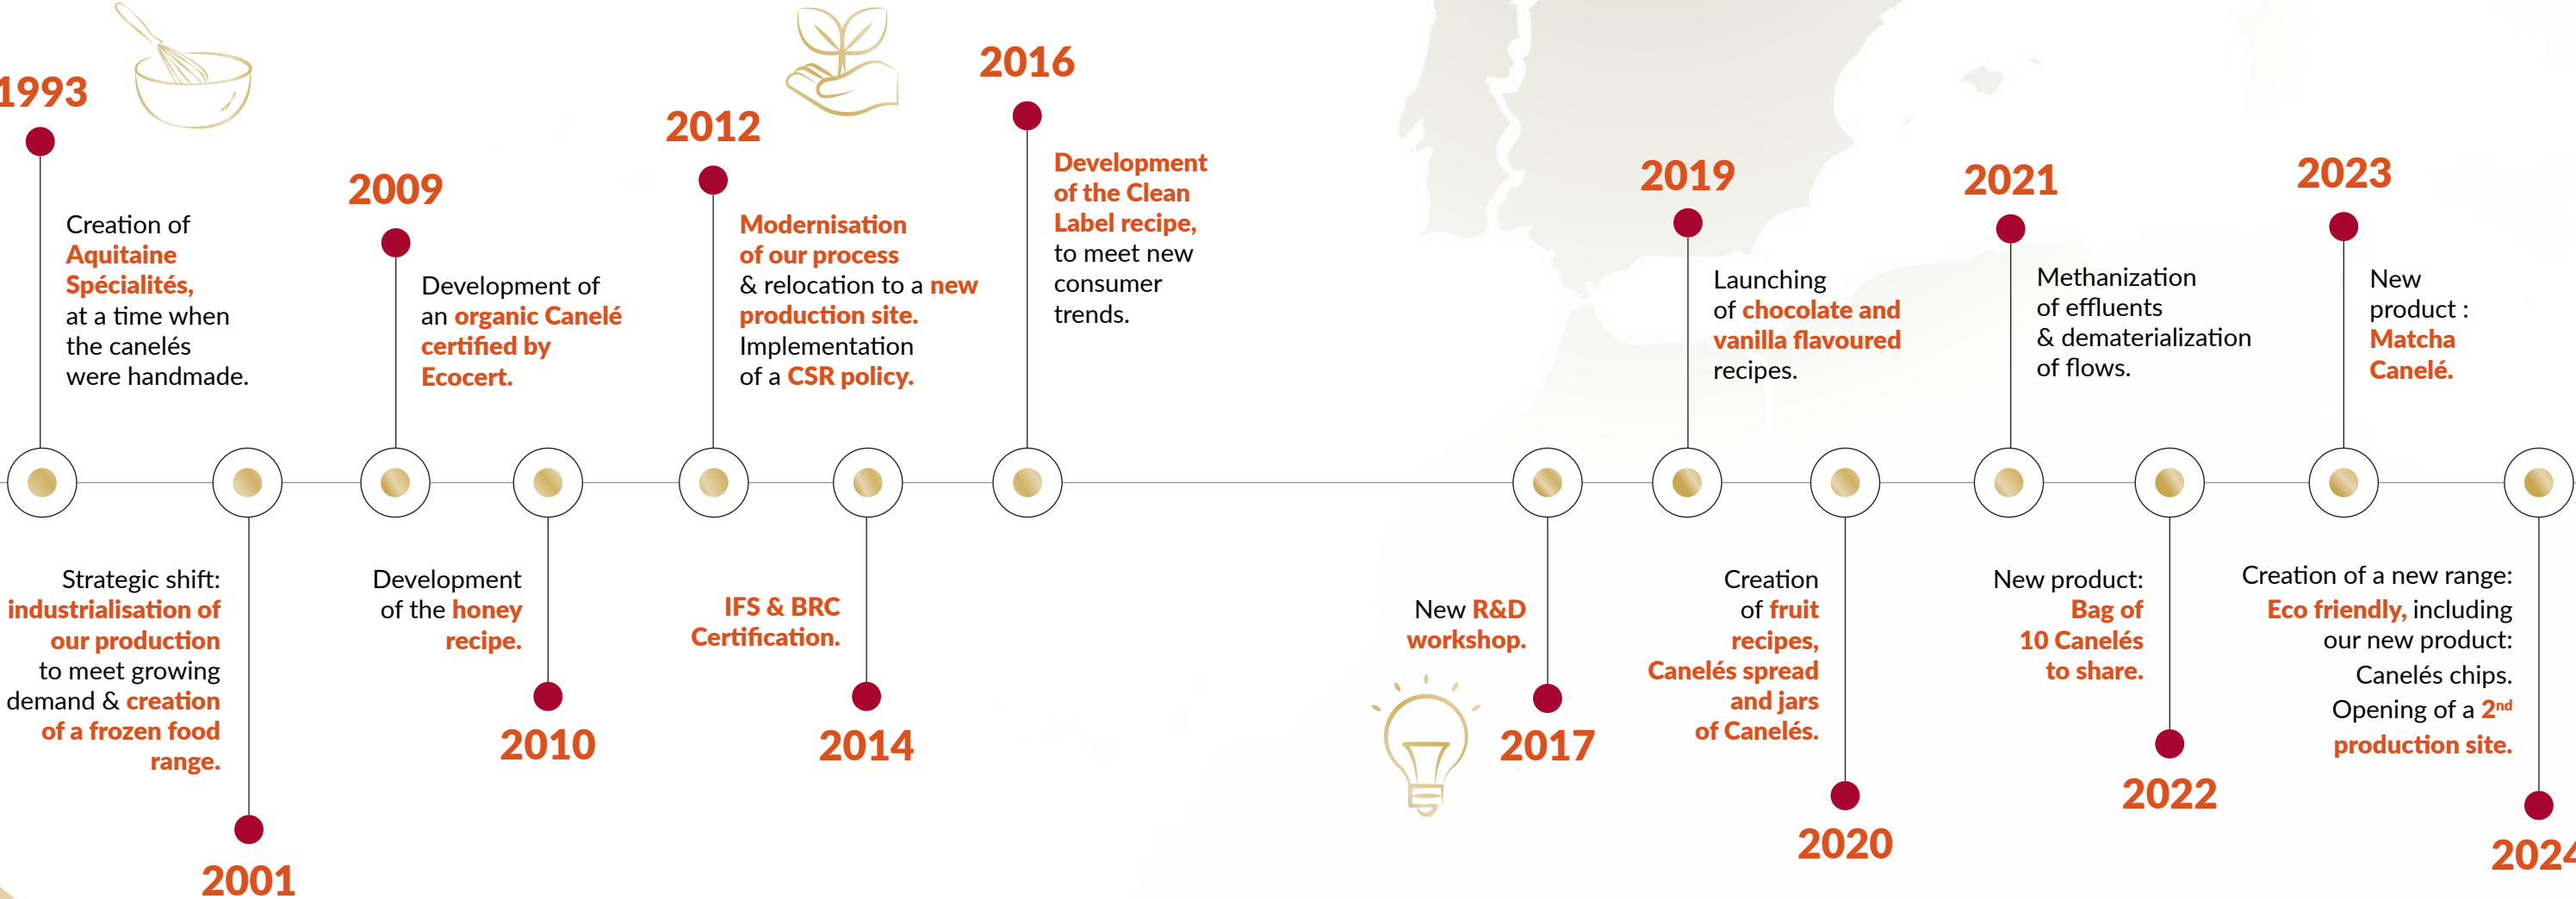 1993
Creation of
Aquitaine
Spécialités,
at a time when
the canelés
were handmade.
Strategic shift:
industrialisation of
our production
to meet growing
demand & creation
of a frozen food
range.
2001
2009
Development of
an organic Canelé
certified by
Ecocert.
Development
of the honey
recipe.
2010
2012
Modernisation
of our process
& relocation to a new
production site.
Implementation
of a CSR policy.
IFS & BRC
Certification.
2014
2016
Development
of the Clean
Label recipe,
to meet new
consumer
trends.
New R&D
workshop.
2017
2019
Launching
of chocolate and
vanilla flavoured
recipes.
Creation
of fruit
recipes,
Canelés spread
and jars
of Canelés.
2020
2021
Methanization
of effluents
& dematerialization
of flows.
New product:
Bag of
10 Canelés
to share.
2022
2023
New
product :
Matcha
Canelé.
Creation of a new range:
Eco friendly, including
our new product:
Canelés chips.
Opening of a 2nd
production site.
2024